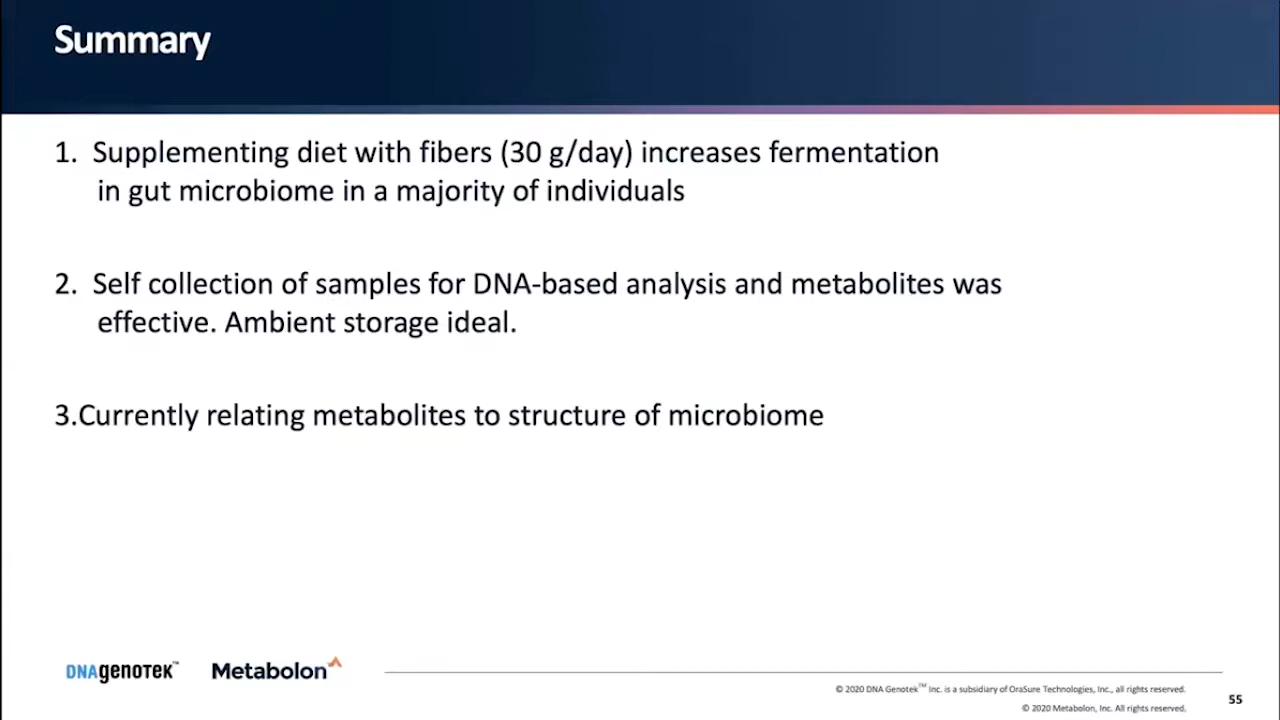 Summary
1. Supplementing diet with fibers (30 g/day) increases fermentation
in gut microbiome in a majority of individuals
2. Self collection of samples for DNA-based analysis and metabolites was
effective. Ambient storage ideal.
3.Currently relating metabolites to structure of microbiome
DNAgenotek™ Metabolon
© 2020 DNA Genotek™ Inc. is a subsidiary of OraSure Technologies, Inc., all rights reserved.
© 2020 Metabolon, Inc. All rights reserved.
55